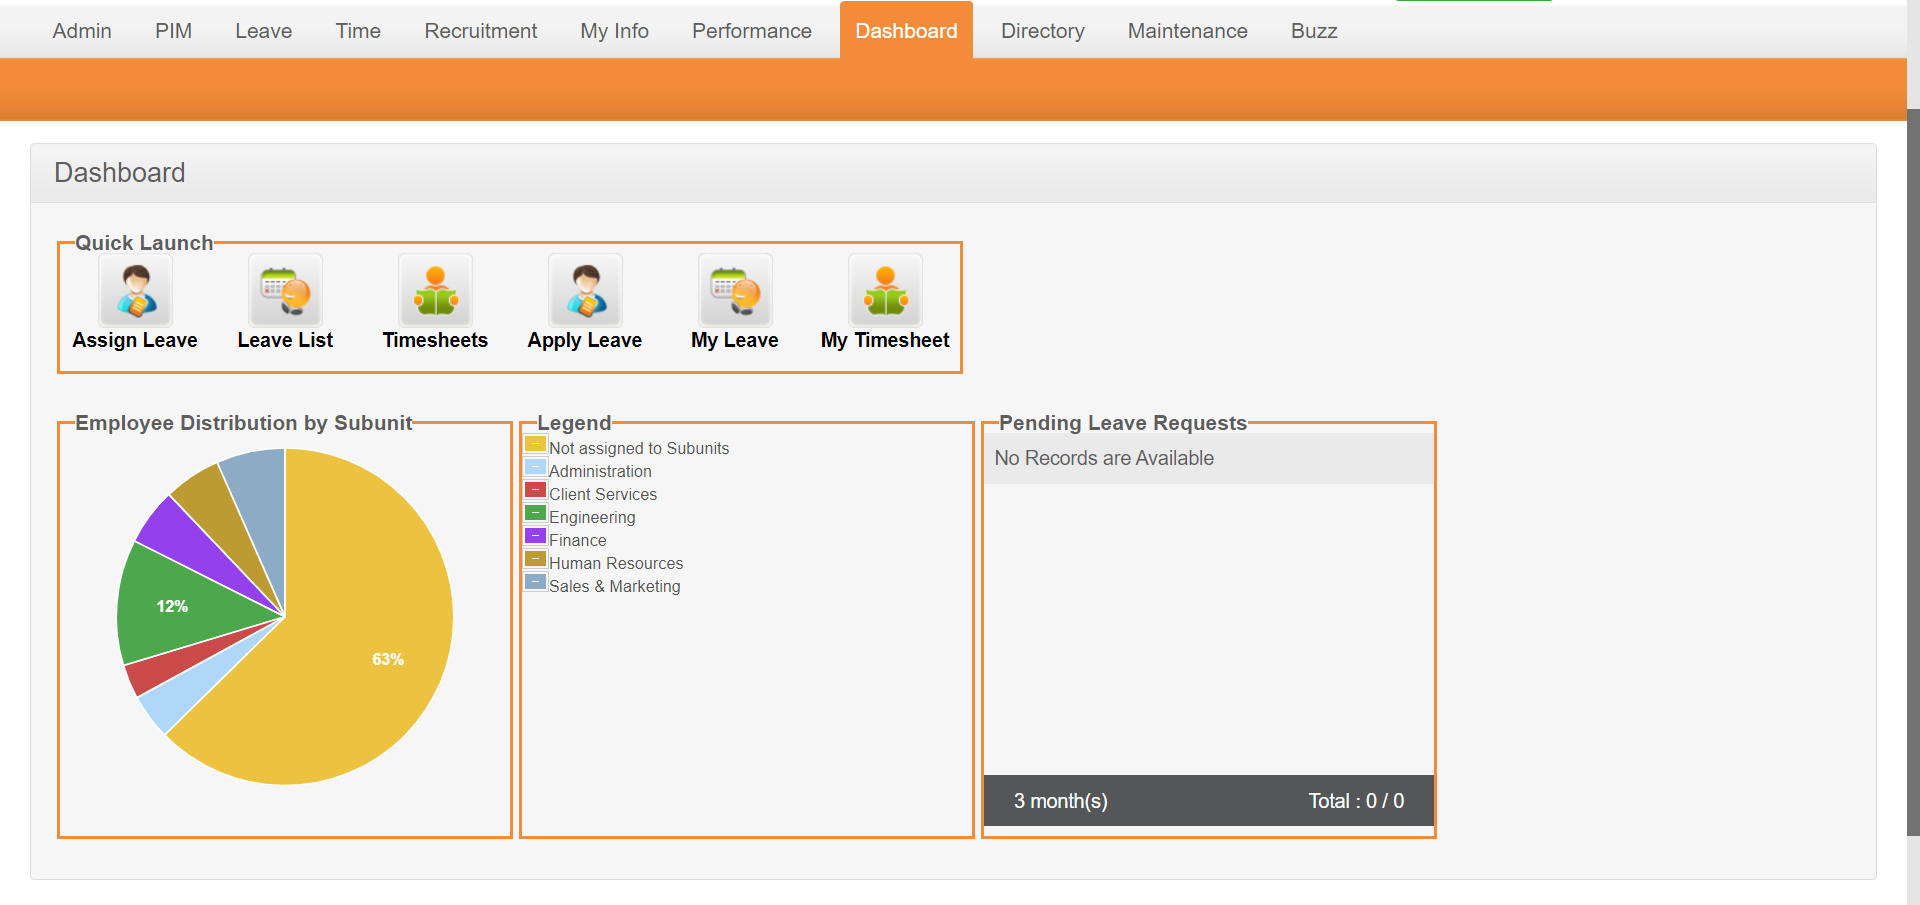 Admin PIM Leave Time Recruitment My Info Performance Dashboard Directory Maintenance Buzz
Dashboard
Quick Launch
Assign Leave Leave List Timesheets Apply Leave My Leave My Timesheet
Employee Distribution by Subunit
12%
63%
Legend
Not assigned to Subunits
Administration
Client Services
Engineering
Finance
Human Resources
Sales & Marketing
Pending Leave Requests
No Records are Available
3 month(s) Total : 0 / 0